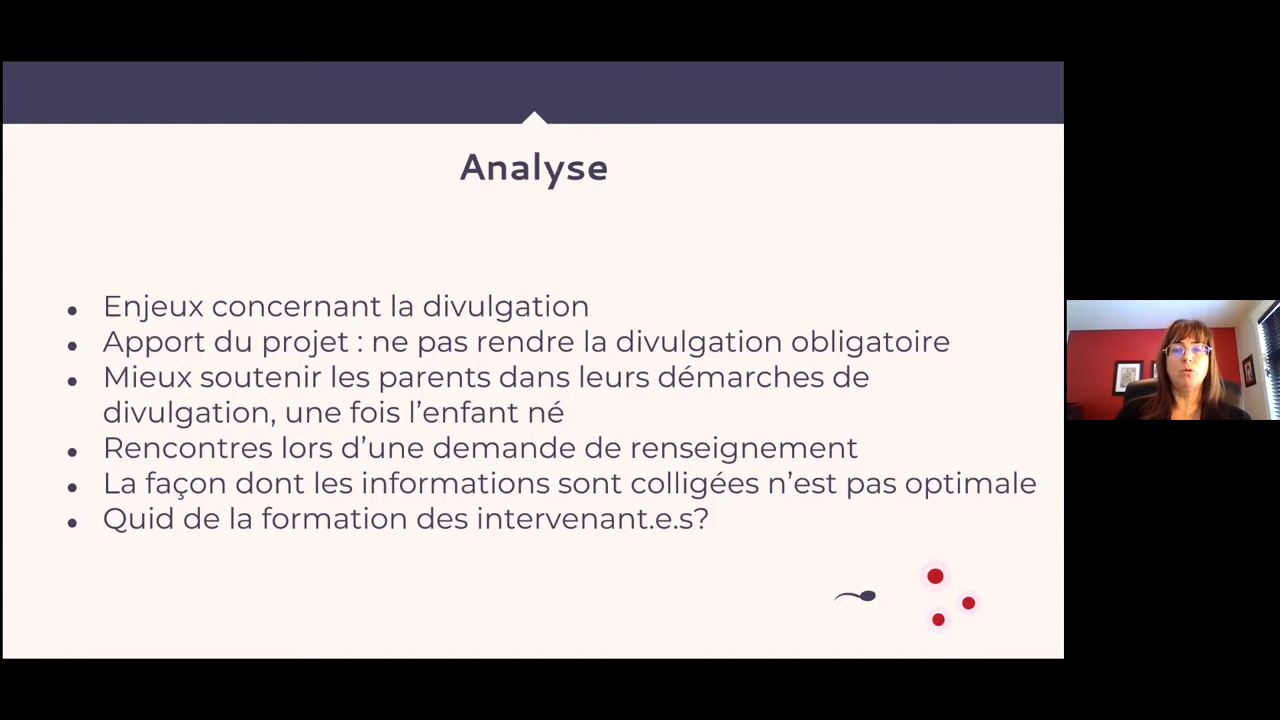 Analyse
● Enjeux concernant la divulgation
● Apport du projet : ne pas rendre la divulgation obligatoire
● Mieux soutenir les parents dans leurs démarches de
divulgation, une fois l’enfant né
● Rencontres lors d’une demande de renseignement
● La façon dont les informations sont colligées n’est pas optimale
● Quid de la formation des intervenant.e.s?